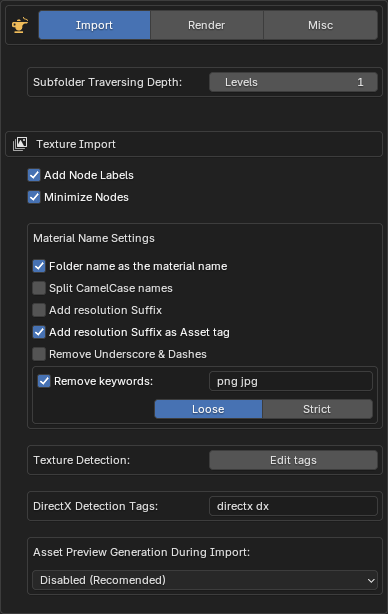 Import Render Misc
Subfolder Traversing Depth: Levels 1
Texture Import
Add Node Labels
Minimize Nodes
Material Name Settings
Folder name as the material name
Split CamelCase names
Add resolution Suffix
Add resolution Suffix as Asset tag
Remove Underscore & Dashes
Remove keywords: png jpg
Loose Strict
Texture Detection: Edit tags
DirectX Detection Tags: directx dx
Asset Preview Generation During Import:
Disabled (Recomended)